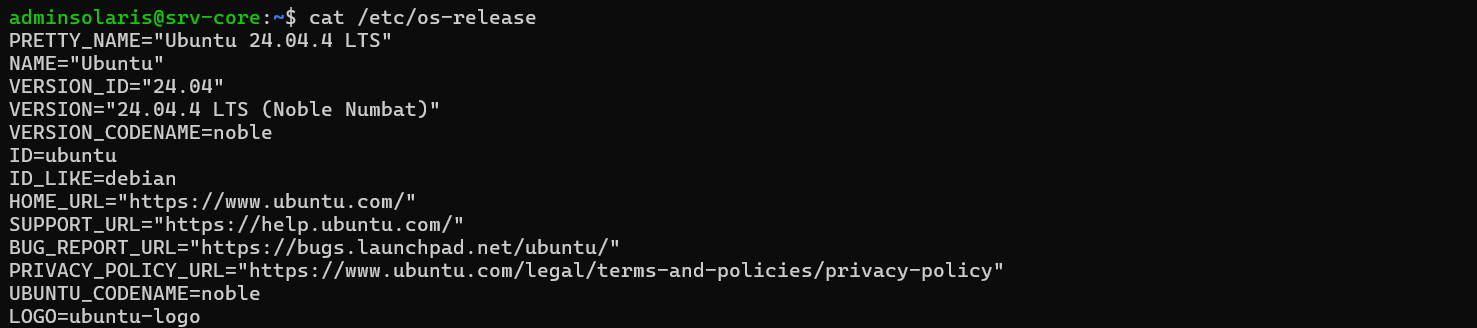 adminsolaris@srv-core:~$ cat /etc/os-release
PRETTY_NAME="Ubuntu 24.04.4 LTS"
NAME="Ubuntu"
VERSION_ID="24.04"
VERSION="24.04.4 LTS (Noble Numbat)"
VERSION_CODENAME=noble
ID=ubuntu
ID_LIKE=debian
HOME_URL="https://www.ubuntu.com/"
SUPPORT_URL="https://help.ubuntu.com/"
BUG_REPORT_URL="https://bugs.launchpad.net/ubuntu/"
PRIVACY_POLICY_URL="https://www.ubuntu.com/legal/terms-and-policies/privacy-policy"
UBUNTU_CODENAME=noble
LOGO=ubuntu-logo